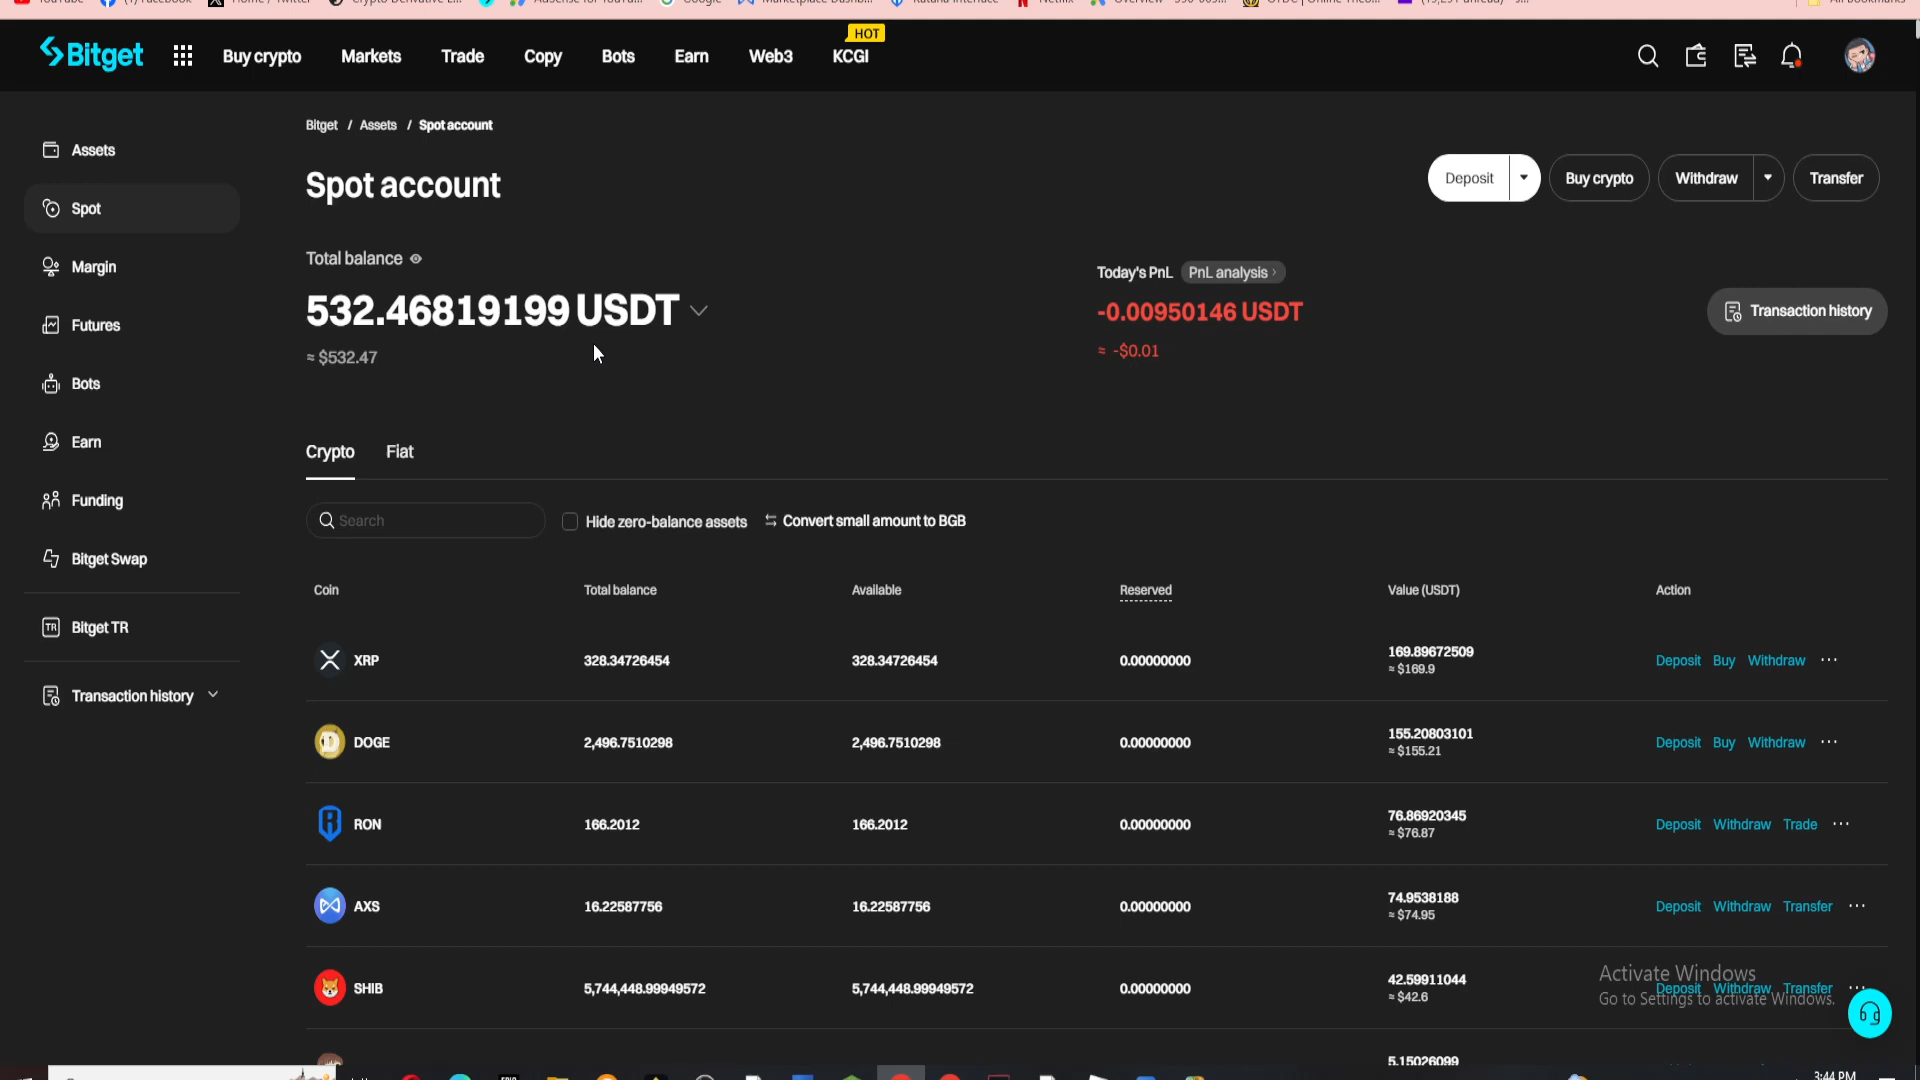 Bitget
Buy crypto
Markets
Trade
Copy
Bots
Earn
Web3
HOT
KCGI
Bitget / Assets / Spot account
Assets
Spot
Margin
Futures
Bots
Earn
Funding
Bitget Swap
TR
Bitget TR
Transaction history
Spot account
Deposit
Buy crypto
Withdraw
Transfer
Total balance
532.46819199 USDT
≈ $532.47
Today's PnL
PnL analysis ›
-0.00950146 USDT
≈ -$0.01
Transaction history
Crypto
Fiat
Search
Hide zero-balance assets
Convert small amount to BGB
Coin Total balance Available Reserved Value (USDT) Action
XRP 328.34726454 328.34726454 0.00000000 169.89672509 Deposit Buy Withdraw ···
≈ $169.9
DOGE 2,496.7510298 2,496.7510298 0.00000000 155.20803101 Deposit Buy Withdraw ···
≈ $155.21
RON 166.2012 166.2012 0.00000000 76.86920345 Deposit Withdraw Trade ···
≈ $76.87
AXS 16.22587756 16.22587756 0.00000000 74.9538188 Deposit Withdraw Transfer ···
≈ $74.95
SHIB 5,744,448.99949572 5,744,448.99949572 0.00000000 42.59911044 Deposit Withdraw Transfer ···
≈ $42.6
Activate Windows
Go to Settings to activate Windows.
5.15026099
3:44 PM